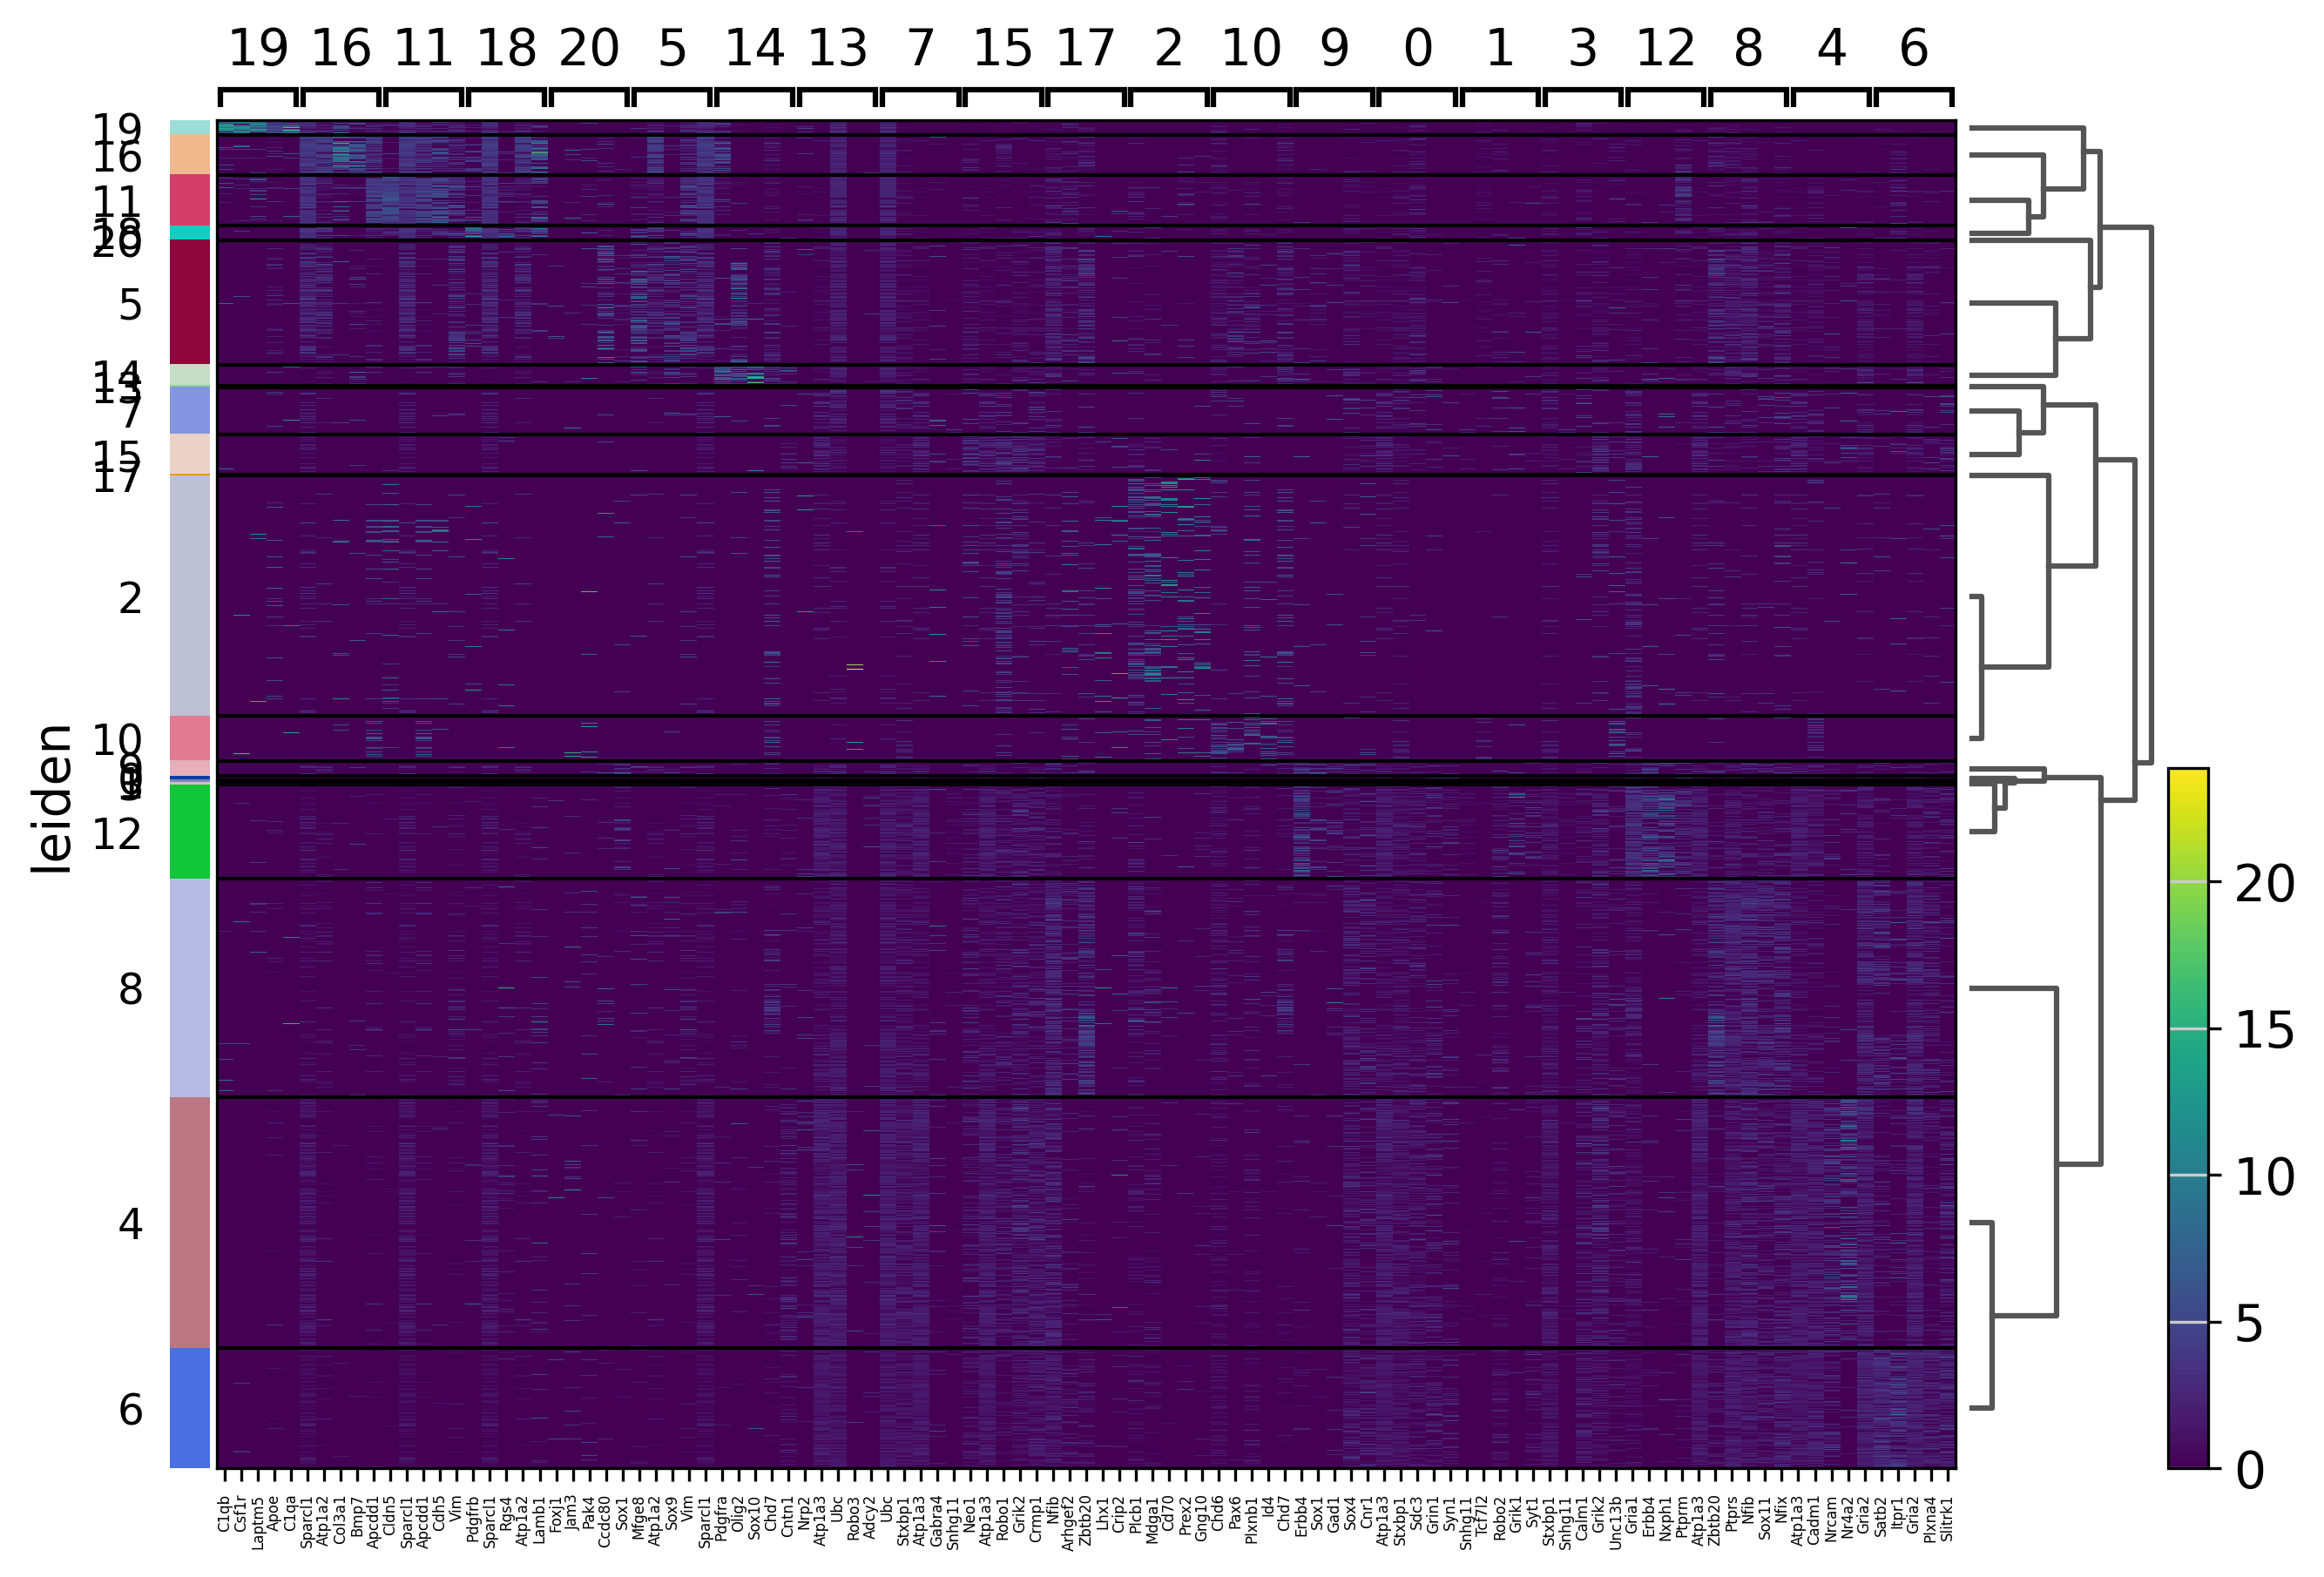 19 16 11 18 20 5 14 13 7 15 17 2 10 9 0 1 3 12 8 4 6
19
16
11
18
20
5
14
13
7
15
17
2
10
12
8
4
6
leiden
20
15
10
5
0
C1qb
Csf1r
Laptm5
Apoe
C1qa
Sparcl1
Atp1a2
Col3a1
Bmp7
Apcdd1
Cldn5
Sparcl1
Apcdd1
Cdh5
Vim
Pdgfrb
Sparcl1
Rgs4
Atp1a2
Lamb1
Foxj1
Jam3
Pak4
Ccdc80
Sox1
Mfge8
Atp1a2
Sox9
Vim
Sparcl1
Pdgfra
Olig2
Sox10
Chd7
Cntn1
Nrp2
Atp1a3
Ubc
Robo3
Adcy2
Ubc
Stxbp1
Atp1a3
Gabra4
Snhg11
Neo1
Atp1a3
Robo1
Grik2
Crmp1
Nfib
Arhgef2
Zbtb20
Lhx1
Crip2
Plcb1
Mdga1
Cd70
Prex2
Gng10
Chd6
Pax6
Plxnb1
Id4
Chd7
Erbb4
Sox1
Gad1
Sox4
Cnr1
Atp1a3
Stxbp1
Sdc3
Grin1
Syn1
Snhg11
Tcf7l2
Robo2
Grik1
Syt1
Stxbp1
Snhg11
Calm1
Grik2
Unc13b
Gria1
Erbb4
Nxph1
Ptprm
Atp1a3
Zbtb20
Ptprs
Nfib
Sox11
Nfix
Atp1a3
Cadm1
Nrcam
Nr4a2
Gria2
Satb2
Itpr1
Gria2
Plxna4
Slitrk1